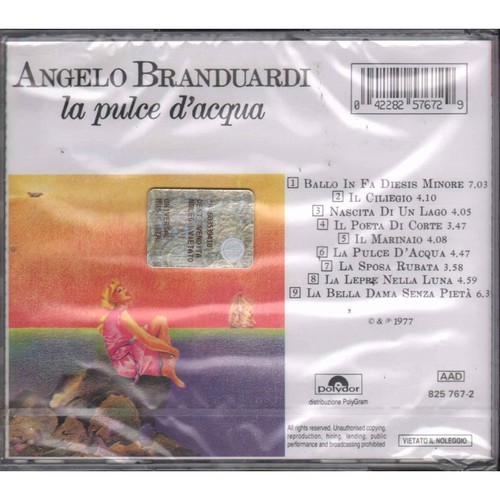 ANGELO BRANDUARDI
la pulce d'acqua
0 42282 57672 9
1 BALLO IN FA DIESIS MINORE 7.03
2 IL CILIEGIO 4.10
3 NASCITA DI UN LAGO 4.05
4 IL POETA DI CORTE 3.47
5 IL MARINAIO 4.08
6 LA PULCE D'ACQUA 4.47
7 LA SPOSA RUBATA 3.58
8 LA LEPRE NELLA LUNA 4.59
9 LA BELLA DAMA SENZA PIETÀ
© & ℗ 1977
polydor
distribuzione PolyGram
AAD
825 767-2
All rights reserved. Unauthorised copying,
reproduction, hiring, lending, public
performance and broadcasting prohibited
VIETATO IL NOLEGGIO